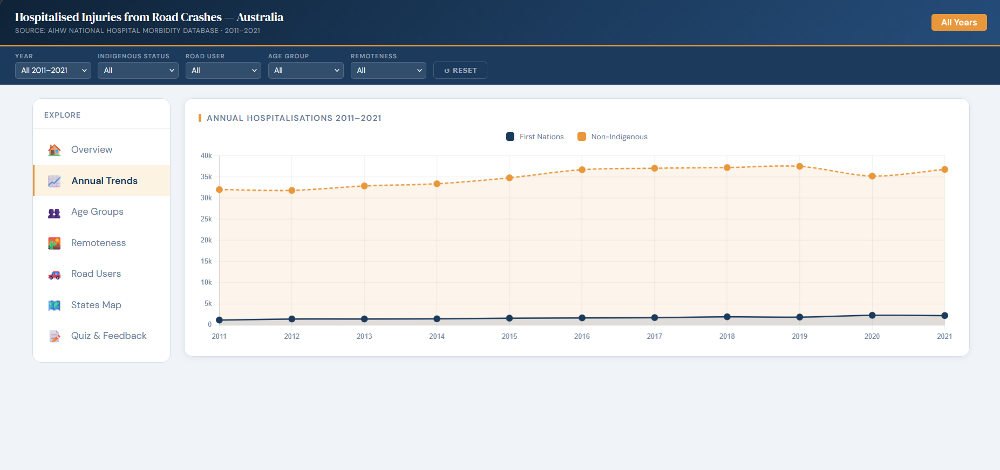 Hospitalised Injuries from Road Crashes — Australia
SOURCE: AIHW NATIONAL HOSPITAL MORBIDITY DATABASE · 2011–2021
All Years
YEAR
INDIGENOUS STATUS
ROAD USER
AGE GROUP
REMOTENESS
All 2011–2021
All
All
All
All
↺ RESET
EXPLORE
Overview
Annual Trends
Age Groups
Remoteness
Road Users
States Map
Quiz & Feedback
ANNUAL HOSPITALISATIONS 2011–2021
First Nations
Non-Indigenous
40k
35k
30k
25k
20k
15k
10k
5k
0
2011
2012
2013
2014
2015
2016
2017
2018
2019
2020
2021